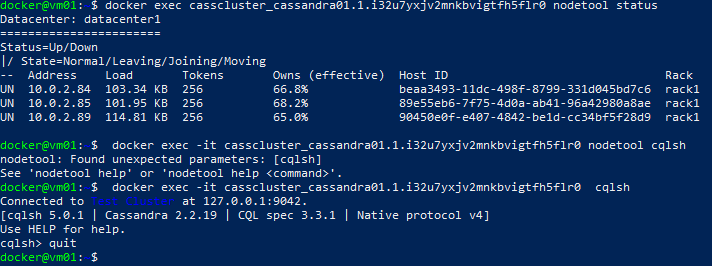 docker@vm01:~$ docker exec casscluster_cassandra01.1.i32u7yxjv2mnkbvigtfh5flr0 nodetool status
Datacenter: datacenter1
=======================
Status=Up/Down
|/ State=Normal/Leaving/Joining/Moving
-- Address Load Tokens Owns (effective) Host ID Rack
UN 10.0.2.84 103.34 KB 256 66.8% beaa3493-11dc-498f-8799-331d045bd7c6 rack1
UN 10.0.2.85 101.95 KB 256 68.2% 89e55eb6-7f75-4d0a-ab41-96a42980a8ae rack1
UN 10.0.2.89 114.81 KB 256 65.0% 90450e0f-e407-4842-be1d-cc34bf5f28d9 rack1
docker@vm01:~$ docker exec -it casscluster_cassandra01.1.i32u7yxjv2mnkbvigtfh5flr0 nodetool cqlsh
nodetool: Found unexpected parameters: [cqlsh]
See 'nodetool help' or 'nodetool help <command>'.
docker@vm01:~$ docker exec -it casscluster_cassandra01.1.i32u7yxjv2mnkbvigtfh5flr0 cqlsh
Connected to Test Cluster at 127.0.0.1:9042.
[cqlsh 5.0.1 | Cassandra 2.2.19 | CQL spec 3.3.1 | Native protocol v4]
Use HELP for help.
cqlsh> quit
docker@vm01:~$